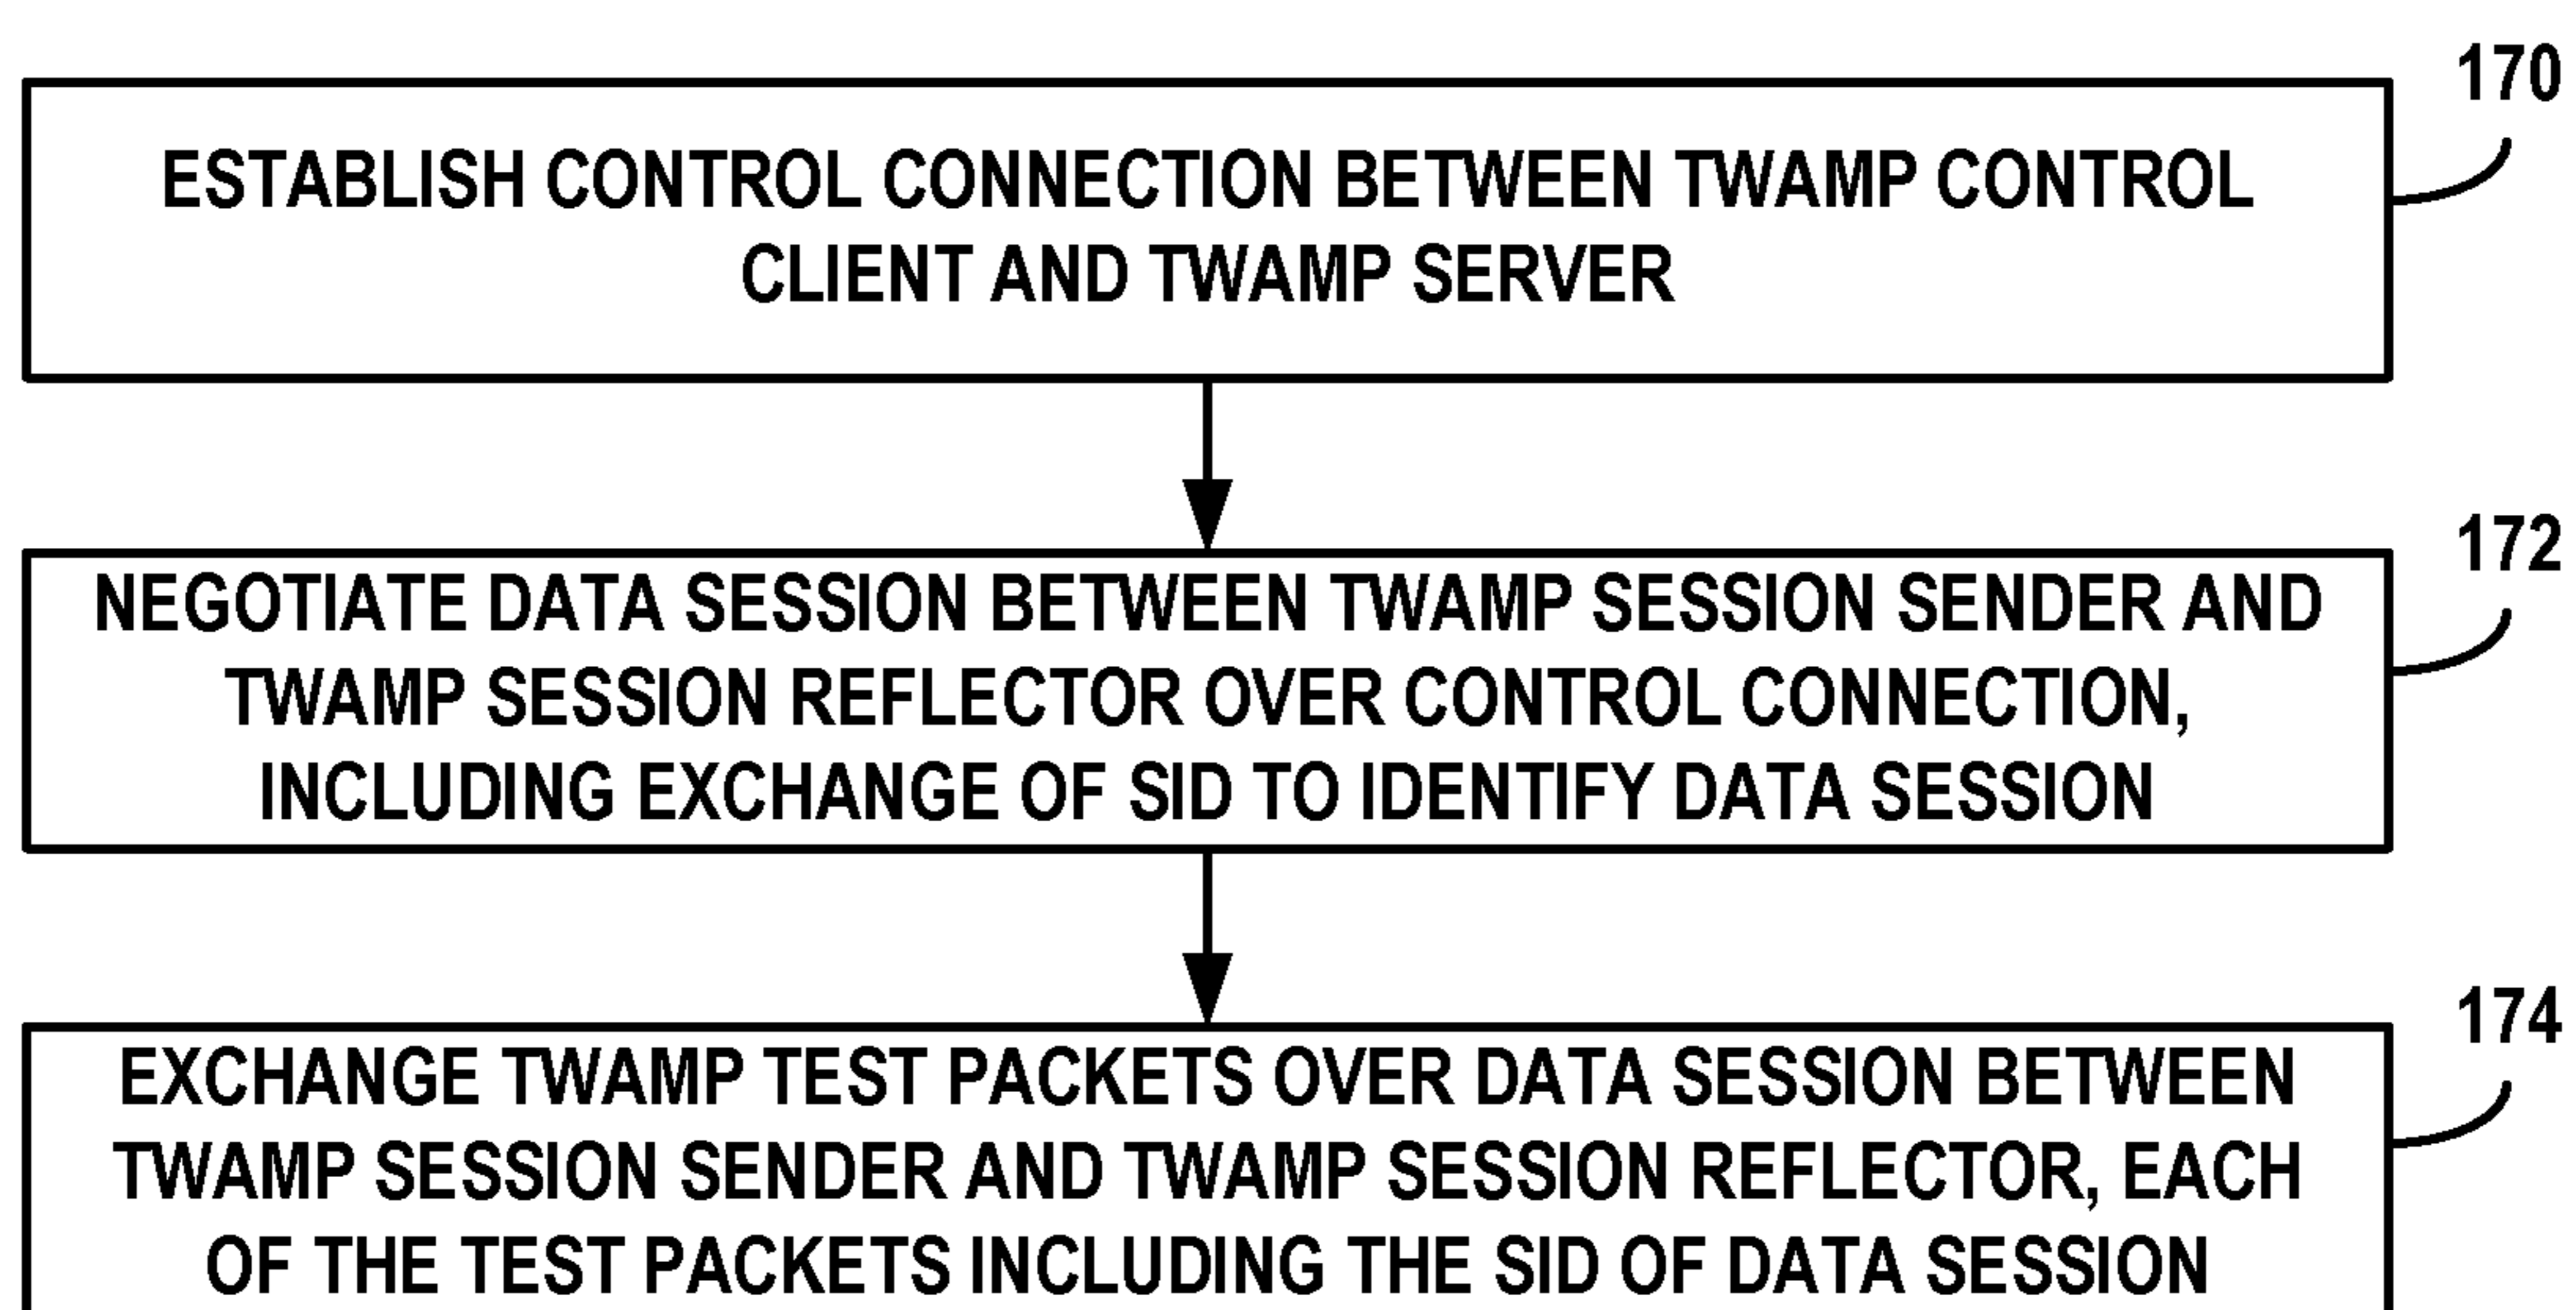 170
ESTABLISH CONTROL CONNECTION BETWEEN TWAMP CONTROL
CLIENT AND TWAMP SERVER
172
NEGOTIATE DATA SESSION BETWEEN TWAMP SESSION SENDER AND
TWAMP SESSION REFLECTOR OVER CONTROL CONNECTION,
INCLUDING EXCHANGE OF SID TO IDENTIFY DATA SESSION
174
EXCHANGE TWAMP TEST PACKETS OVER DATA SESSION BETWEEN
TWAMP SESSION SENDER AND TWAMP SESSION REFLECTOR, EACH
OF THE TEST PACKETS INCLUDING THE SID OF DATA SESSION